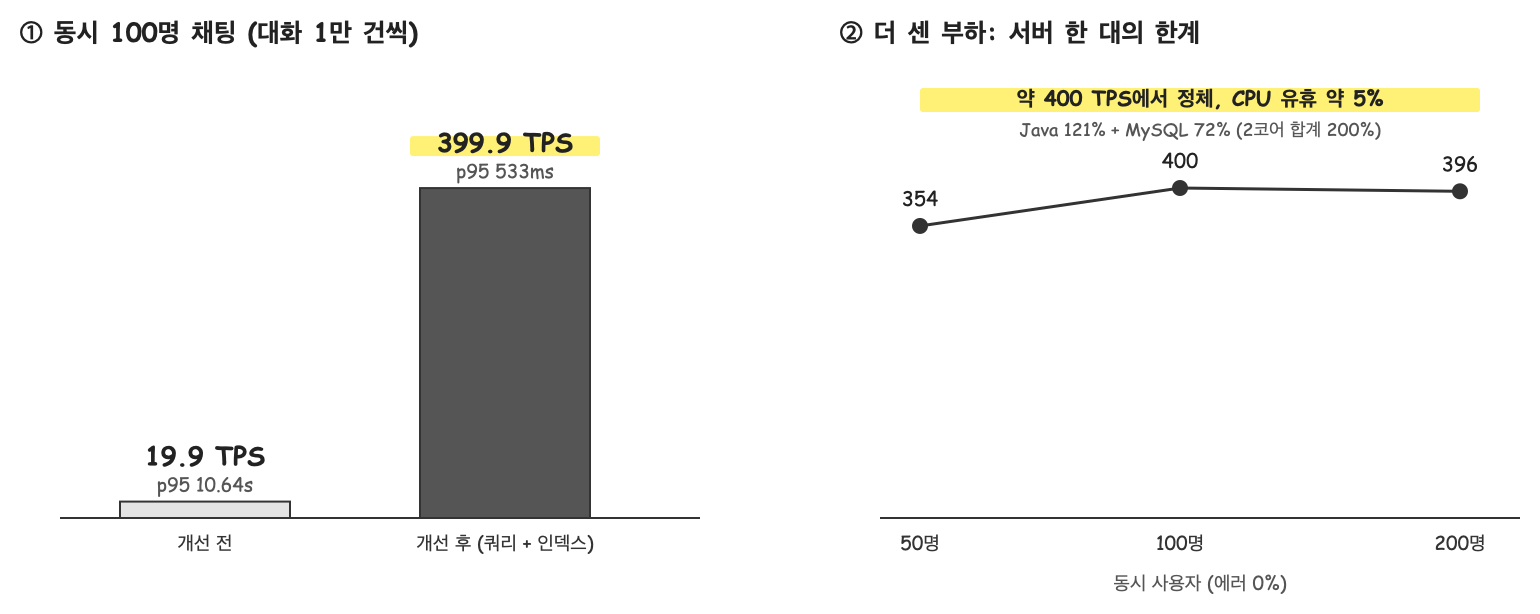 ① 동시 100명 채팅 (대화 1만 건씩)
399.9 TPS
p95 533ms
19.9 TPS
p95 10.64s
개선 전
개선 후 (쿼리 + 인덱스)
② 더 센 부하: 서버 한 대의 한계
약 400 TPS에서 정체, CPU 유휴 약 5%
Java 121% + MySQL 72% (2코어 합계 200%)
354
400
396
50명
100명
200명
동시 사용자 (에러 0%)